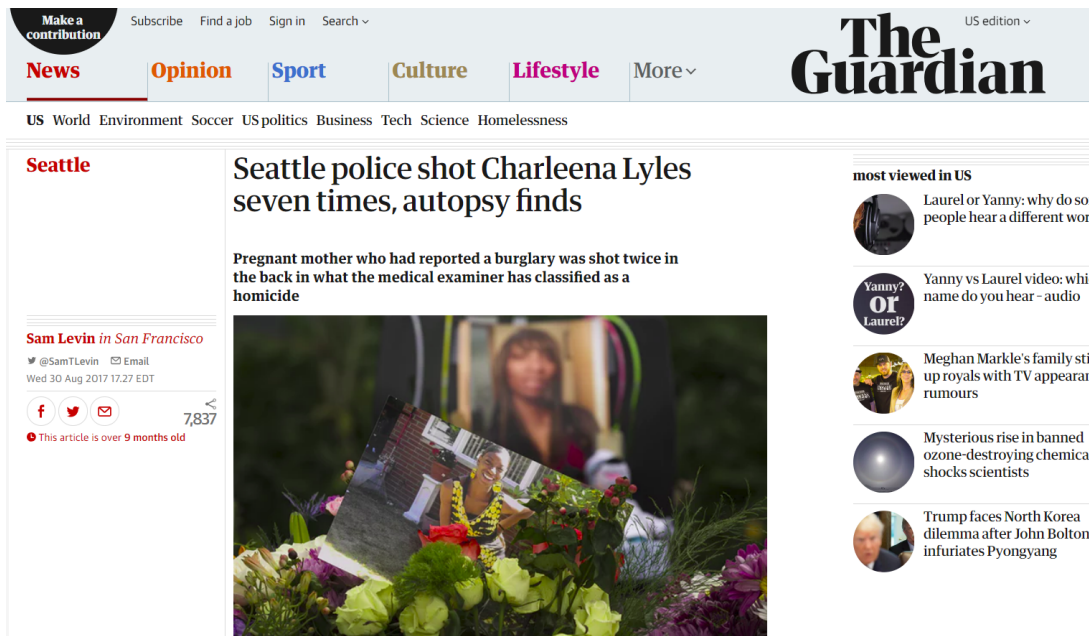 Make a
contribution
Subscribe Find a job Sign in Search
US edition
The
Guardian
News Opinion Sport Culture Lifestyle More
US World Environment Soccer US politics Business Tech Science Homelessness
Seattle
Seattle police shot Charleena Lyles
seven times, autopsy finds
Pregnant mother who had reported a burglary was shot twice in
the back in what the medical examiner has classified as a
homicide
Sam Levin in San Francisco
@SamTLevin Email
Wed 30 Aug 2017 17.27 EDT
7,837
This article is over 9 months old
most viewed in US
Laurel or Yanny: why do so
people hear a different
Yanny?
or
Laurel?
Yanny vs Laurel video:
name do you hear – audio
Meghan Markle's family
up royals with TV
rumours
Mysterious rise in banned
ozone-destroying
shocks scientists
Trump faces North Korea
dilemma after John Bolton
infuriates Pyongyang